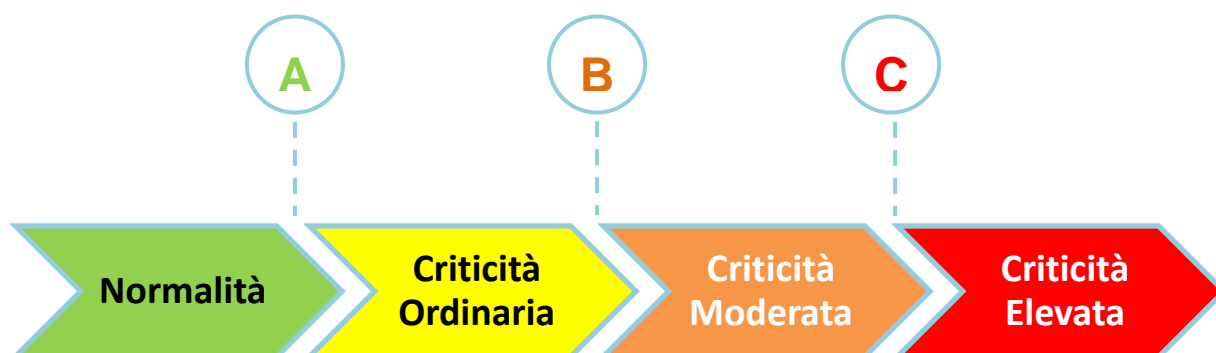 A
B
C
Normalità
Criticità
Ordinaria
Criticità
Moderata
Criticità
Elevata